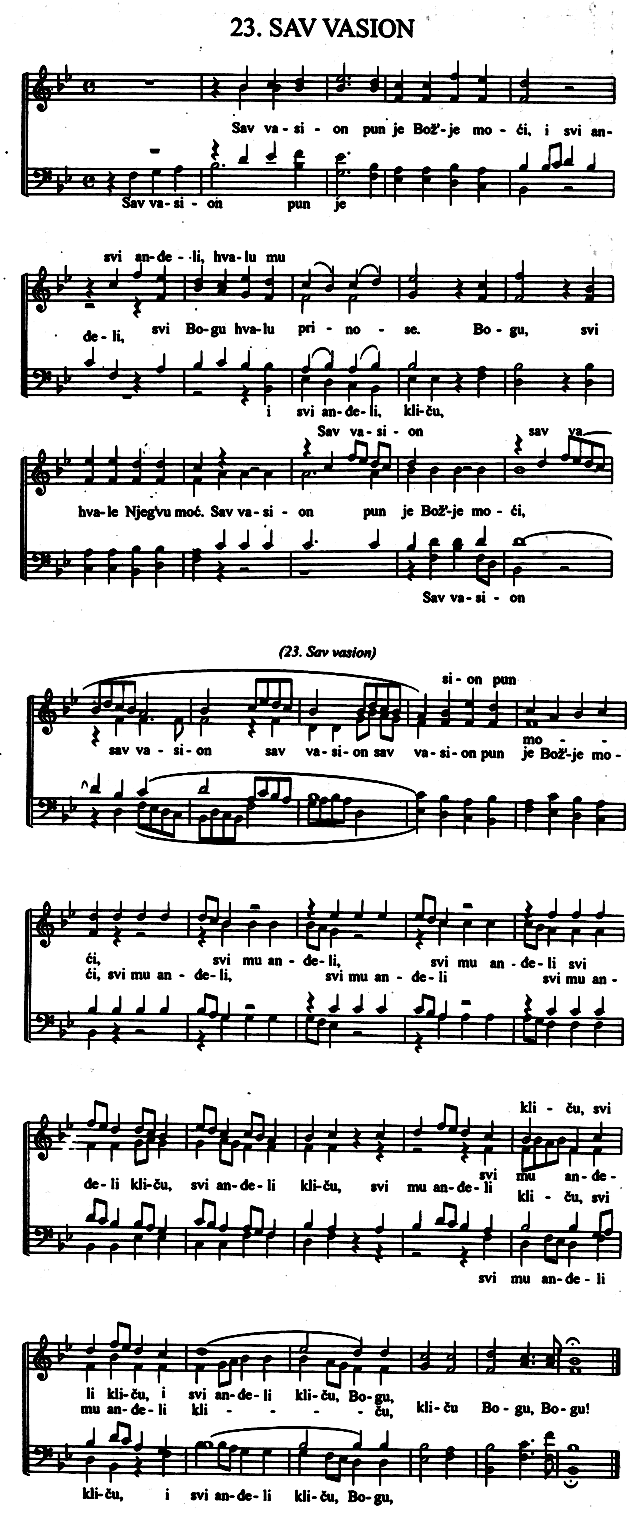 23. SAV VASION
Sav va - si - on pun je Bož'-je mo - ći, i svi an-
Sav va - si - on pun je
svi an-đe - li, hva-lu mu
đe - li, svi Bo-gu hva-lu pri - no - se. Bo - gu, svi
i svi an-đe-li, kli-ču,
Sav va - si - on sav va
hva-le Njeg'vu moć. Sav va - si - on pun je Bož'-je mo - ći,
Sav va - si - on
(23. Sav vasion)
si - on pun
mo - -
sav va - si - on sav va - si - on sav va - si - on pun je Bož'-je mo -
ći, svi mu an - đe - li, svi mu an - đe - li svi
ći, svi mu an - đe - li, svi mu an - đe - li svi mu an -
kli - ču, svi
svi mu an - đe -
đe - li kli-ču, svi an-đe-li kli-ču, svi mu an-đe-li kli - ču, svi
svi mu an-đe-li
li kli-ču, i svi an-đe-li kli-ču, Bo-gu,
mu an-đe-li kli - - - ču, kli-ču Bo - gu, Bo-gu!
kli-ču, i svi an-đe-li kli-ču, Bo-gu,